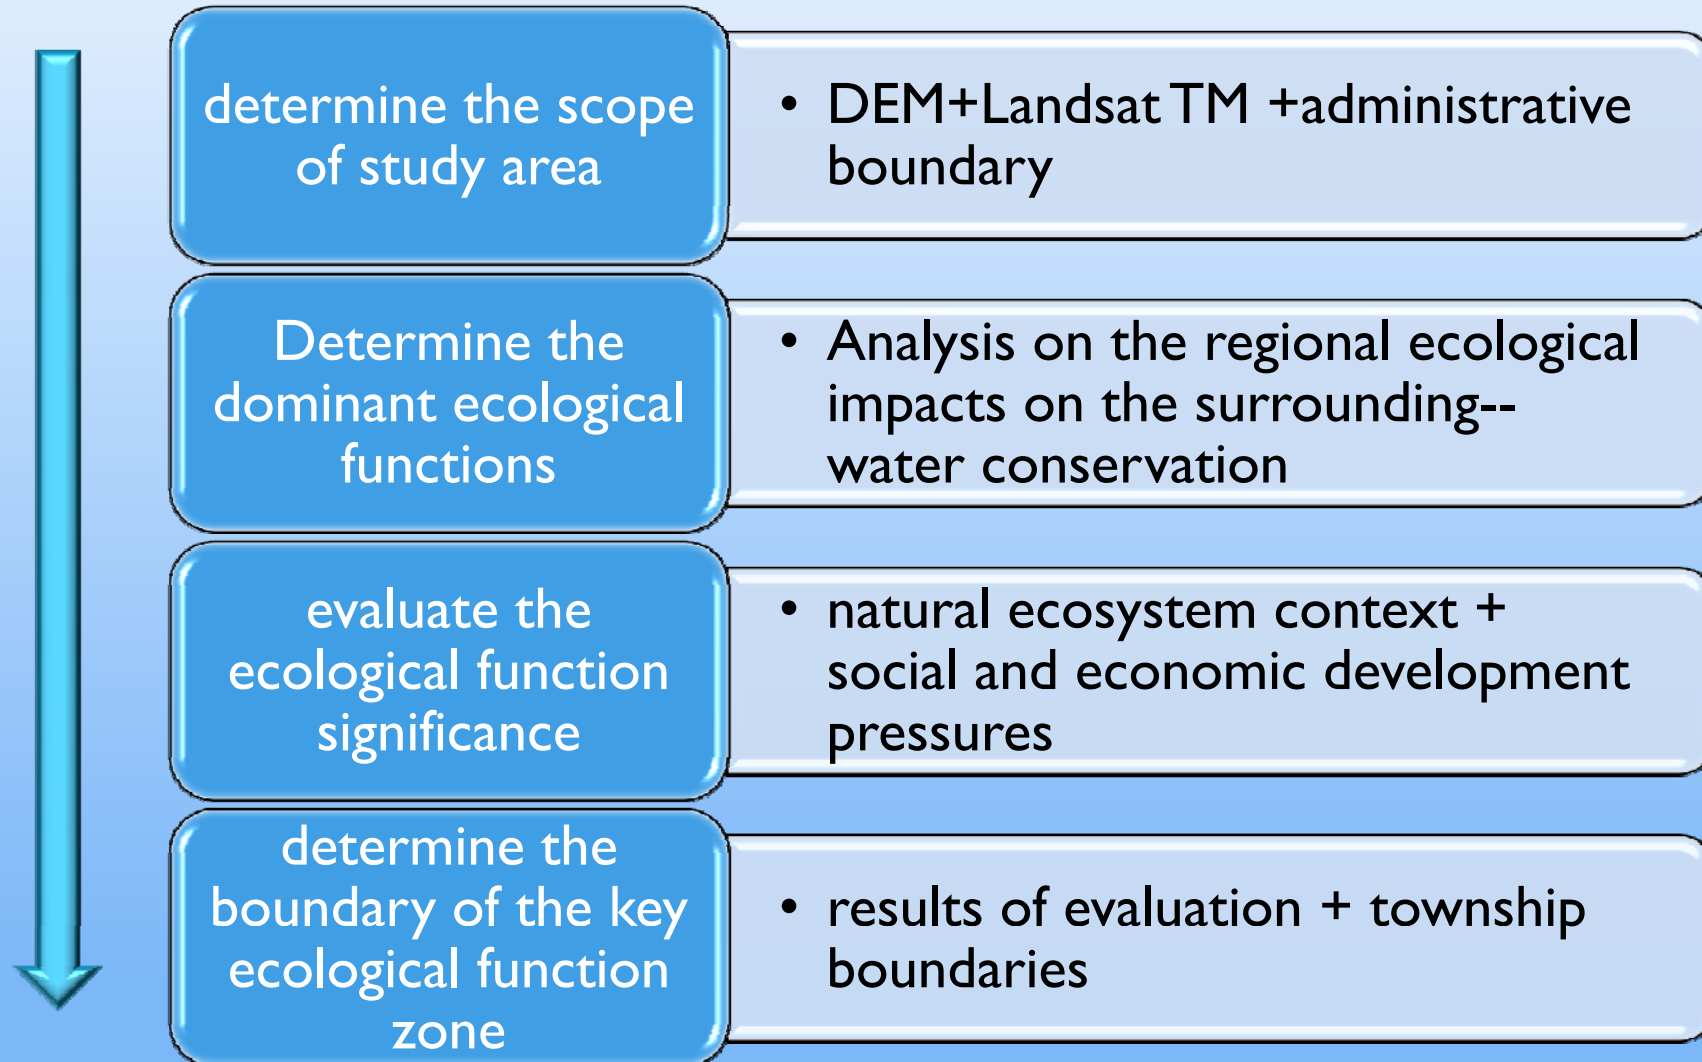 determine the scope
of study area
• DEM+Landsat TM +administrative
boundary
Determine the
dominant ecological
functions
• Analysis on the regional ecological
impacts on the surrounding--
water conservation
evaluate the
ecological function
significance
• natural ecosystem context +
social and economic development
pressures
determine the
boundary of the key
ecological function
zone
• results of evaluation + township
boundaries